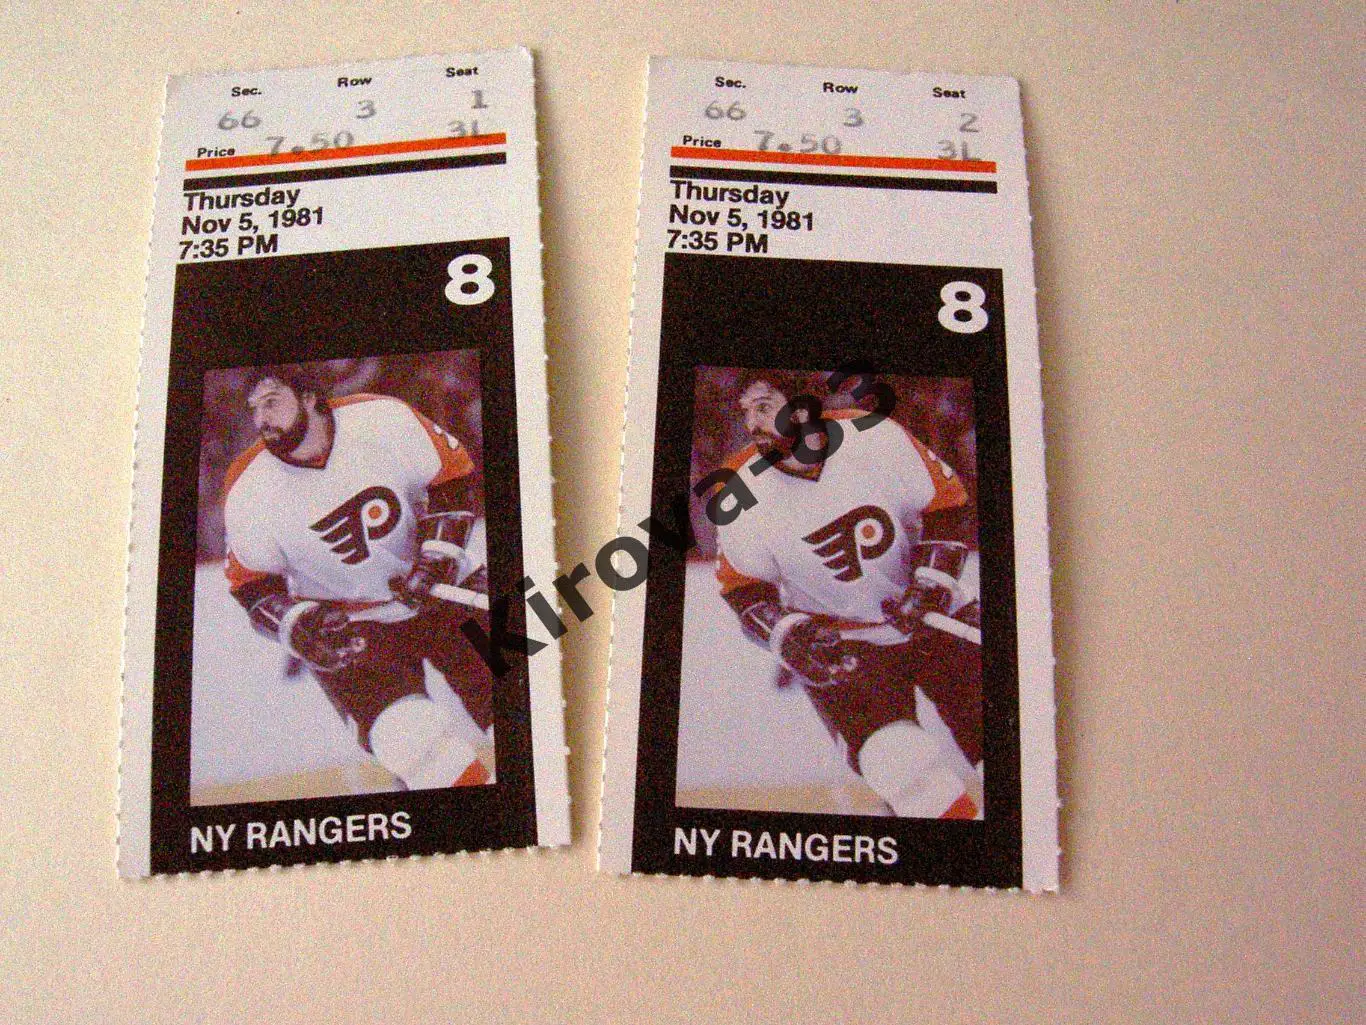 Sec. Row Seat
66 3 1
Price 7.50 3L
Thursday
Nov 5, 1981
7:35 PM
8
NY RANGERS
Sec. Row Seat
66 3 2
Price 7.50 3L
Thursday
Nov 5, 1981
7:35 PM
8
NY RANGERS
kirova-83